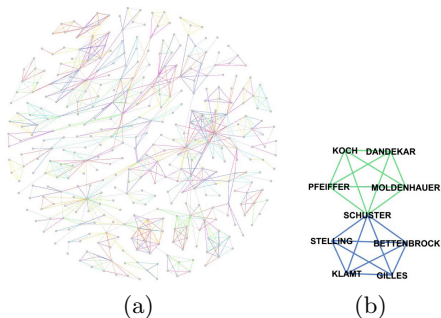 KOCH DANDEKAR
PFEIFFER MOLDENHAUER
SCHUSTER
STELLING BETTENBROCK
KLAMT GILLES
(a) (b)